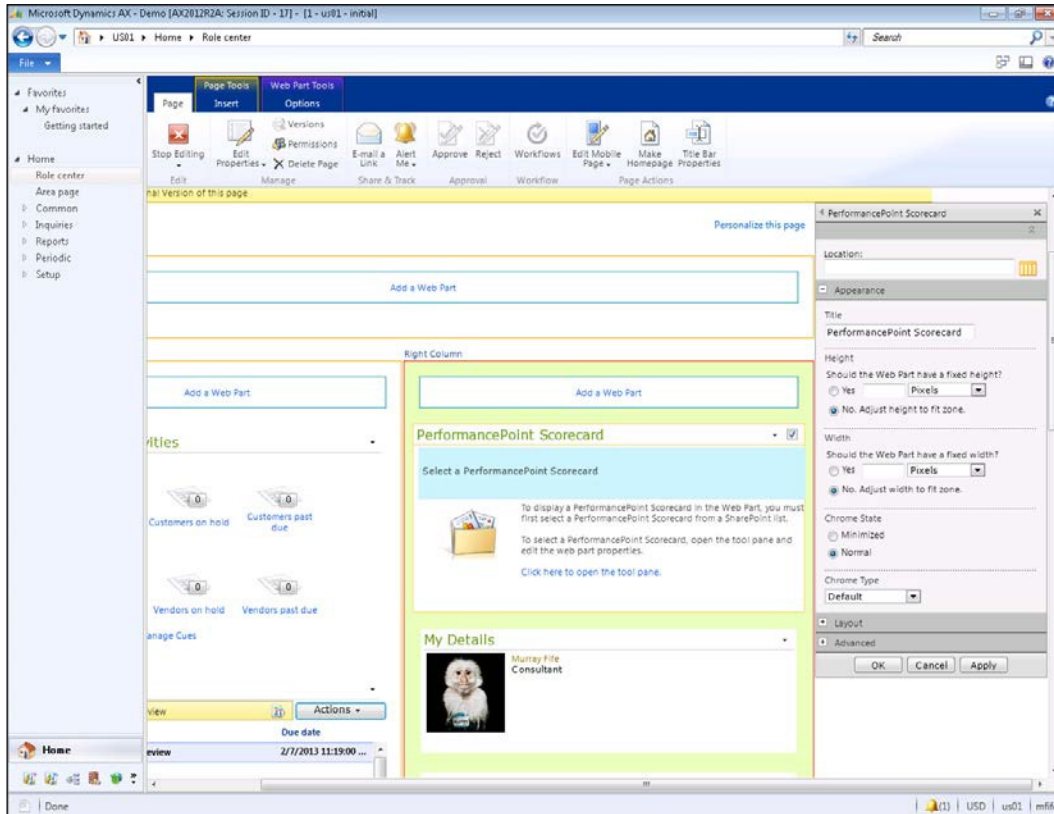 Microsoft Dynamics AX - Demo [AX2012R2A: Session ID - 17] - [1 - us01 - initial]
US01 Home Role center
Search
File
Favorites
My favorites
Getting started
Home
Role center
Area page
Common
Inquiries
Reports
Periodic
Setup
Page Tools Web Part Tools
Page Insert Options
Stop Editing
Edit Properties
Versions
Permissions
Delete Page
E-mail a Link
Alert Me
Approve
Reject
Workflows
Edit Mobile Page
Make Homepage
Title Bar Properties
Edit Manage Share & Track Approval Workflow Page Actions
nal Version of this page
Personalize this page
Add a Web Part
Right Column
Add a Web Part
Add a Web Part
vities
0 0
Customers on hold
Customers past due
0 0
Vendors on hold Vendors past due
anage Cues
view
Actions
Due date
eview 2/7/2013 11:19:00 ...
PerformancePoint Scorecard
Select a PerformancePoint Scorecard
To display a PerformancePoint Scorecard in the Web Part, you must
first select a PerformancePoint Scorecard from a SharePoint list.
To select a PerformancePoint Scorecard, open the tool pane and
edit the web part properties.
Click here to open the tool pane.
My Details
Murray Fife
Consultant
PerformancePoint Scorecard
Location:
Appearance
Title
PerformancePoint Scorecard
Height
Should the Web Part have a fixed height?
Yes Pixels
No. Adjust height to fit zone.
Width
Should the Web Part have a fixed width?
Yes Pixels
No. Adjust width to fit zone.
Chrome State
Minimized
Normal
Chrome Type
Default
Layout
Advanced
OK Cancel Apply
Home
Done
(1) USD us01